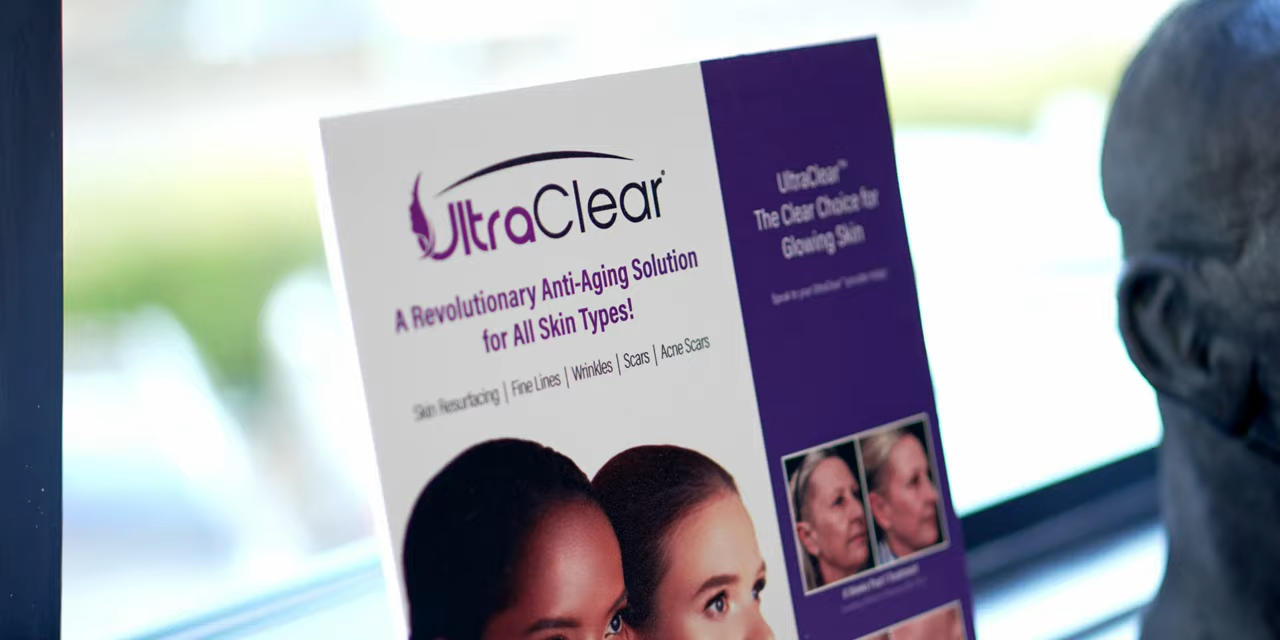 UltraClear®
A Revolutionary Anti-Aging Solution
for All Skin Types!
Skin Resurfacing | Fine Lines | Wrinkles | Scars | Acne Scars
UltraClear™
The Clear Choice for
Glowing Skin